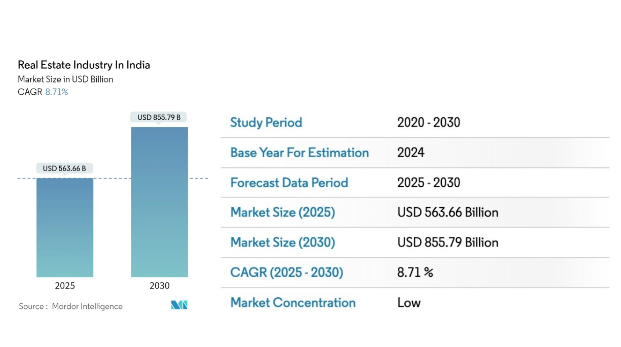 Real Estate Industry In India
Market Size in USD Billion
CAGR 8.71%
USD 855.79 B
USD 563.66 B
2025
2030
Source : Mordor Intelligence
Study Period 2020 - 2030
Base Year For Estimation 2024
Forecast Data Period 2025 - 2030
Market Size (2025) USD 563.66 Billion
Market Size (2030) USD 855.79 Billion
CAGR (2025 - 2030) 8.71 %
Market Concentration Low